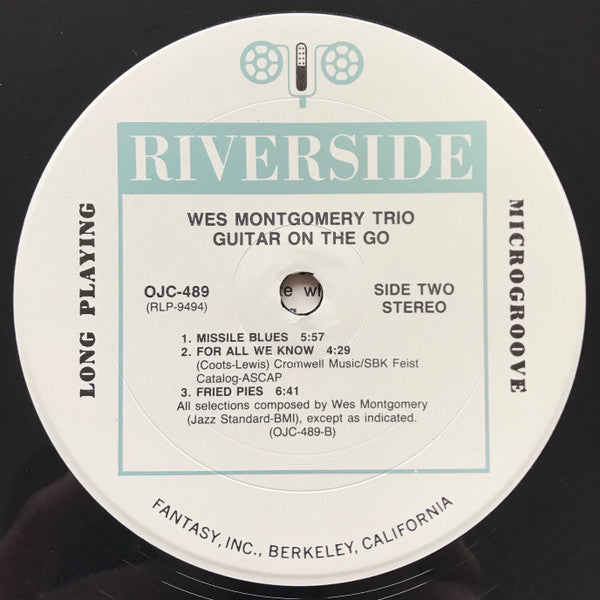 RIVERSIDE
WES MONTGOMERY TRIO
GUITAR ON THE GO
LONG PLAYING
MICROGROOVE
OJC-489
(RLP-9494)
SIDE TWO
STEREO
1. MISSILE BLUES 5:57
2. FOR ALL WE KNOW 4:29
(Coots-Lewis) Cromwell Music/SBK Feist
Catalog-ASCAP
3. FRIED PIES 6:41
All selections composed by Wes Montgomery
(Jazz Standard-BMI), except as indicated.
(OJC-489-B)
FANTASY, INC., BERKELEY, CALIFORNIA